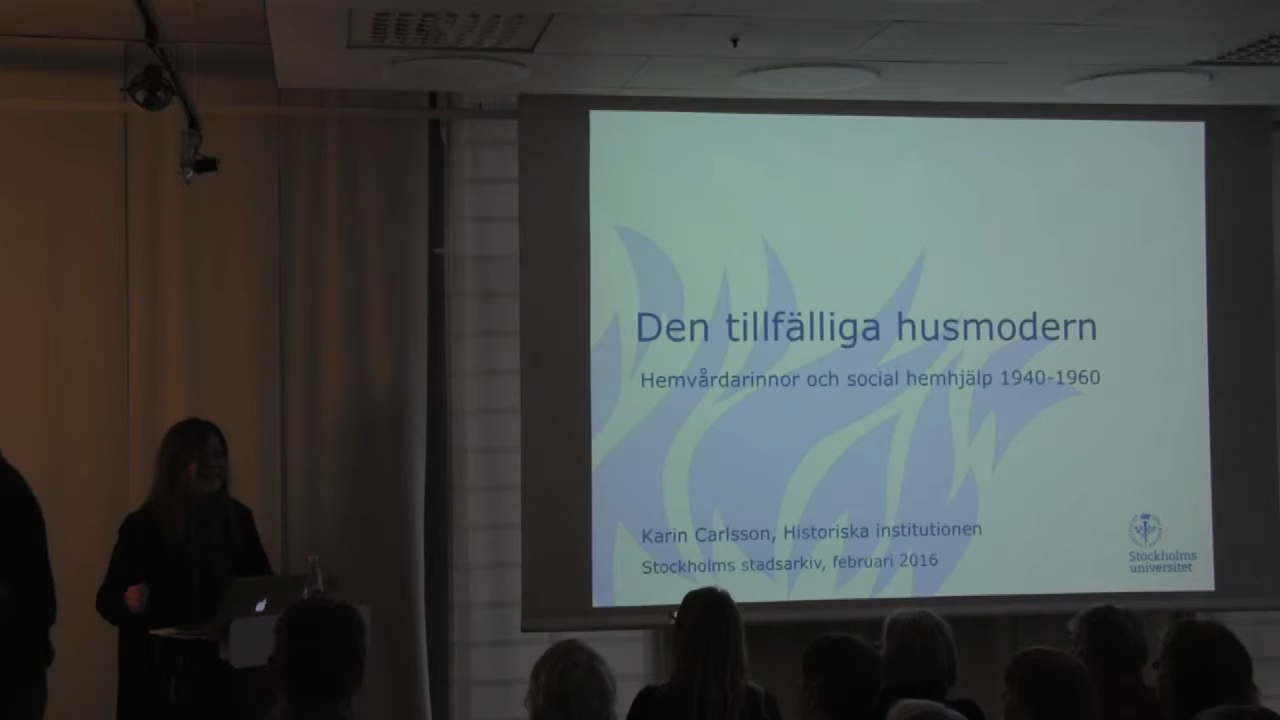 Den tillfälliga husmodern
Hemvårdarinnor och social hemhjälp 1940-1960
Karin Carlsson, Historiska institutionen
Stockholms stadsarkiv, februari 2016
Stockholms
universitet